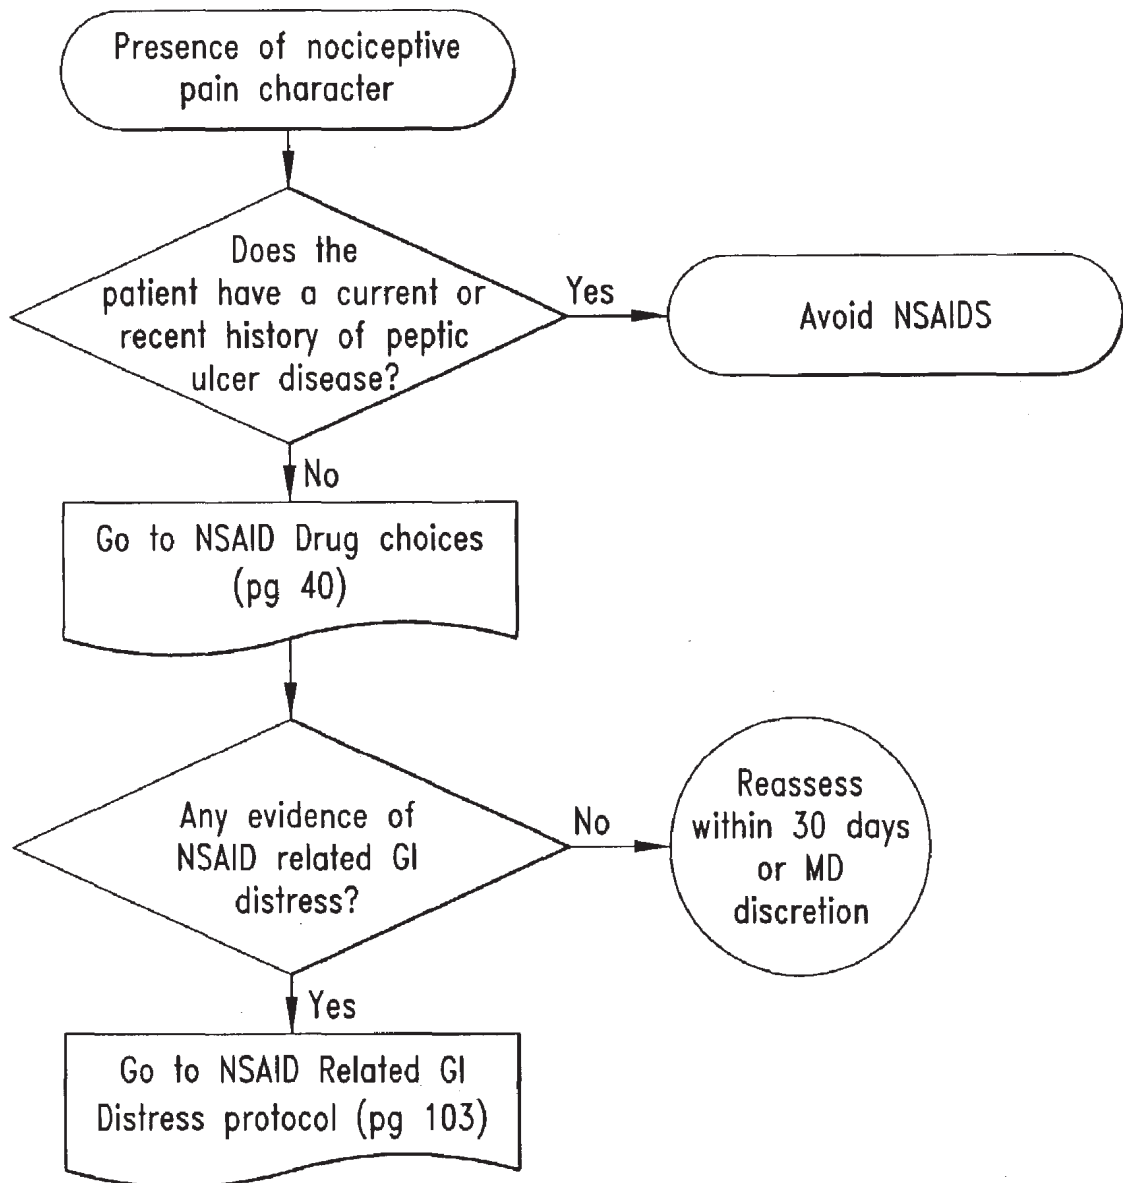 Presence of nociceptive
pain character
Does the
patient have a current or
recent history of peptic
ulcer disease?
Yes
Avoid NSAIDS
No
Go to NSAID Drug choices
(pg 40)
Any evidence of
NSAID related GI
distress?
No
Reassess
within 30 days
or MD
discretion
Yes
Go to NSAID Related GI
Distress protocol (pg 103)